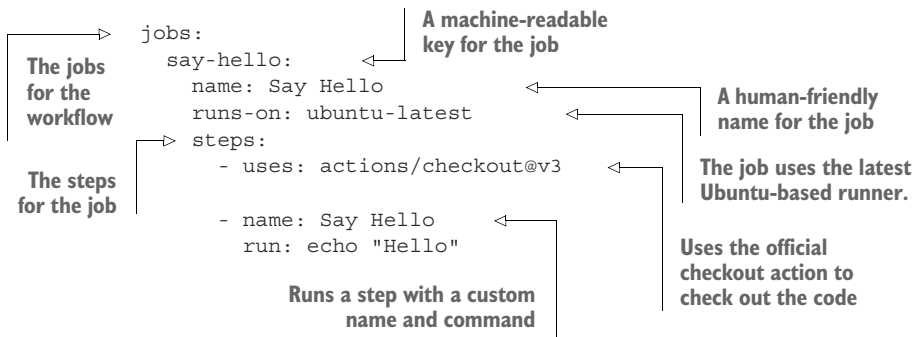 A machine-readable
key for the job
jobs:
say-hello:
name: Say Hello
runs-on: ubuntu-latest
steps:
- uses: actions/checkout@v3
- name: Say Hello
run: echo "Hello"
The jobs
for the
workflow
A human-friendly
name for the job
The job uses the latest
Ubuntu-based runner.
The steps
for the job
Uses the official
checkout action to
check out the code
Runs a step with a custom
name and command